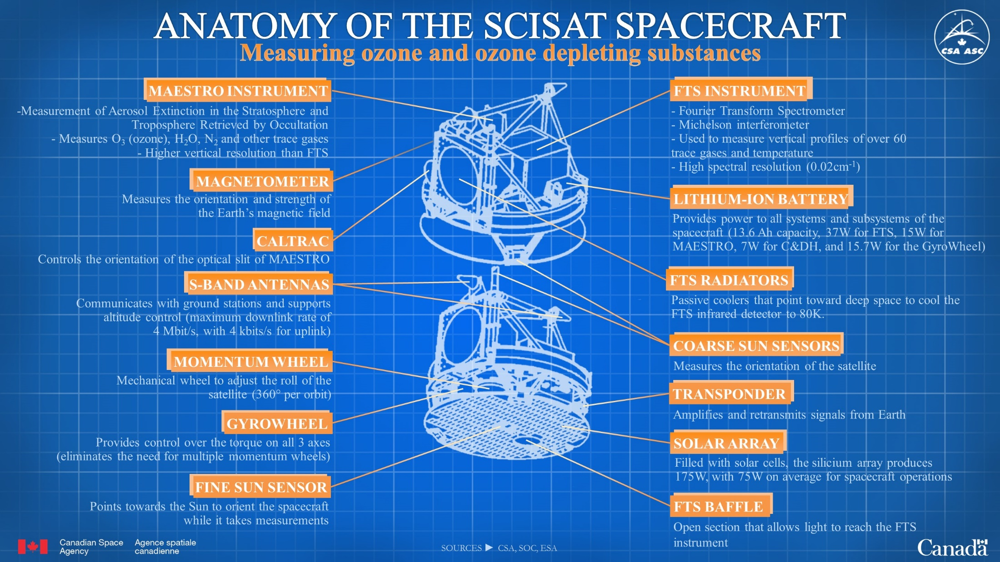 ANATOMY OF THE SCISAT SPACECRAFT
Measuring ozone and ozone depleting substances
CSA ASC
MAESTRO INSTRUMENT
-Measurement of Aerosol Extinction in the Stratosphere and
Troposphere Retrieved by Occultation
- Measures O₃ (ozone), H₂O, N₂ and other trace gases
- Higher vertical resolution than FTS
MAGNETOMETER
Measures the orientation and strength of
the Earth’s magnetic field
CALTRAC
Controls the orientation of the optical slit of MAESTRO
S-BAND ANTENNAS
Communicates with ground stations and supports
altitude control (maximum downlink rate of
4 Mbit/s, with 4 kbits/s for uplink)
MOMENTUM WHEEL
Mechanical wheel to adjust the roll of the
satellite (360° per orbit)
GYROWHEEL
Provides control over the torque on all 3 axes
(eliminates the need for multiple momentum wheels)
FINE SUN SENSOR
Points towards the Sun to orient the spacecraft
while it takes measurements
FTS INSTRUMENT
- Fourier Transform Spectrometer
- Michelson interferometer
- Used to measure vertical profiles of over 60
trace gases and temperature
- High spectral resolution (0.02cm⁻¹)
LITHIUM-ION BATTERY
Provides power to all systems and subsystems of the
spacecraft (13.6 Ah capacity, 37W for FTS, 15W for
MAESTRO, 7W for C&DH, and 15.7W for the GyroWheel)
FTS RADIATORS
Passive coolers that point toward deep space to cool the
FTS infrared detector to 80K.
COARSE SUN SENSORS
Measures the orientation of the satellite
TRANSPONDER
Amplifies and retransmits signals from Earth
SOLAR ARRAY
Filled with solar cells, the silicium array produces
175W, with 75W on average for spacecraft operations
FTS BAFFLE
Open section that allows light to reach the FTS
instrument
Canadian Space
Agency
Agence spatiale
canadienne
SOURCES ► CSA, SOC, ESA
Canada